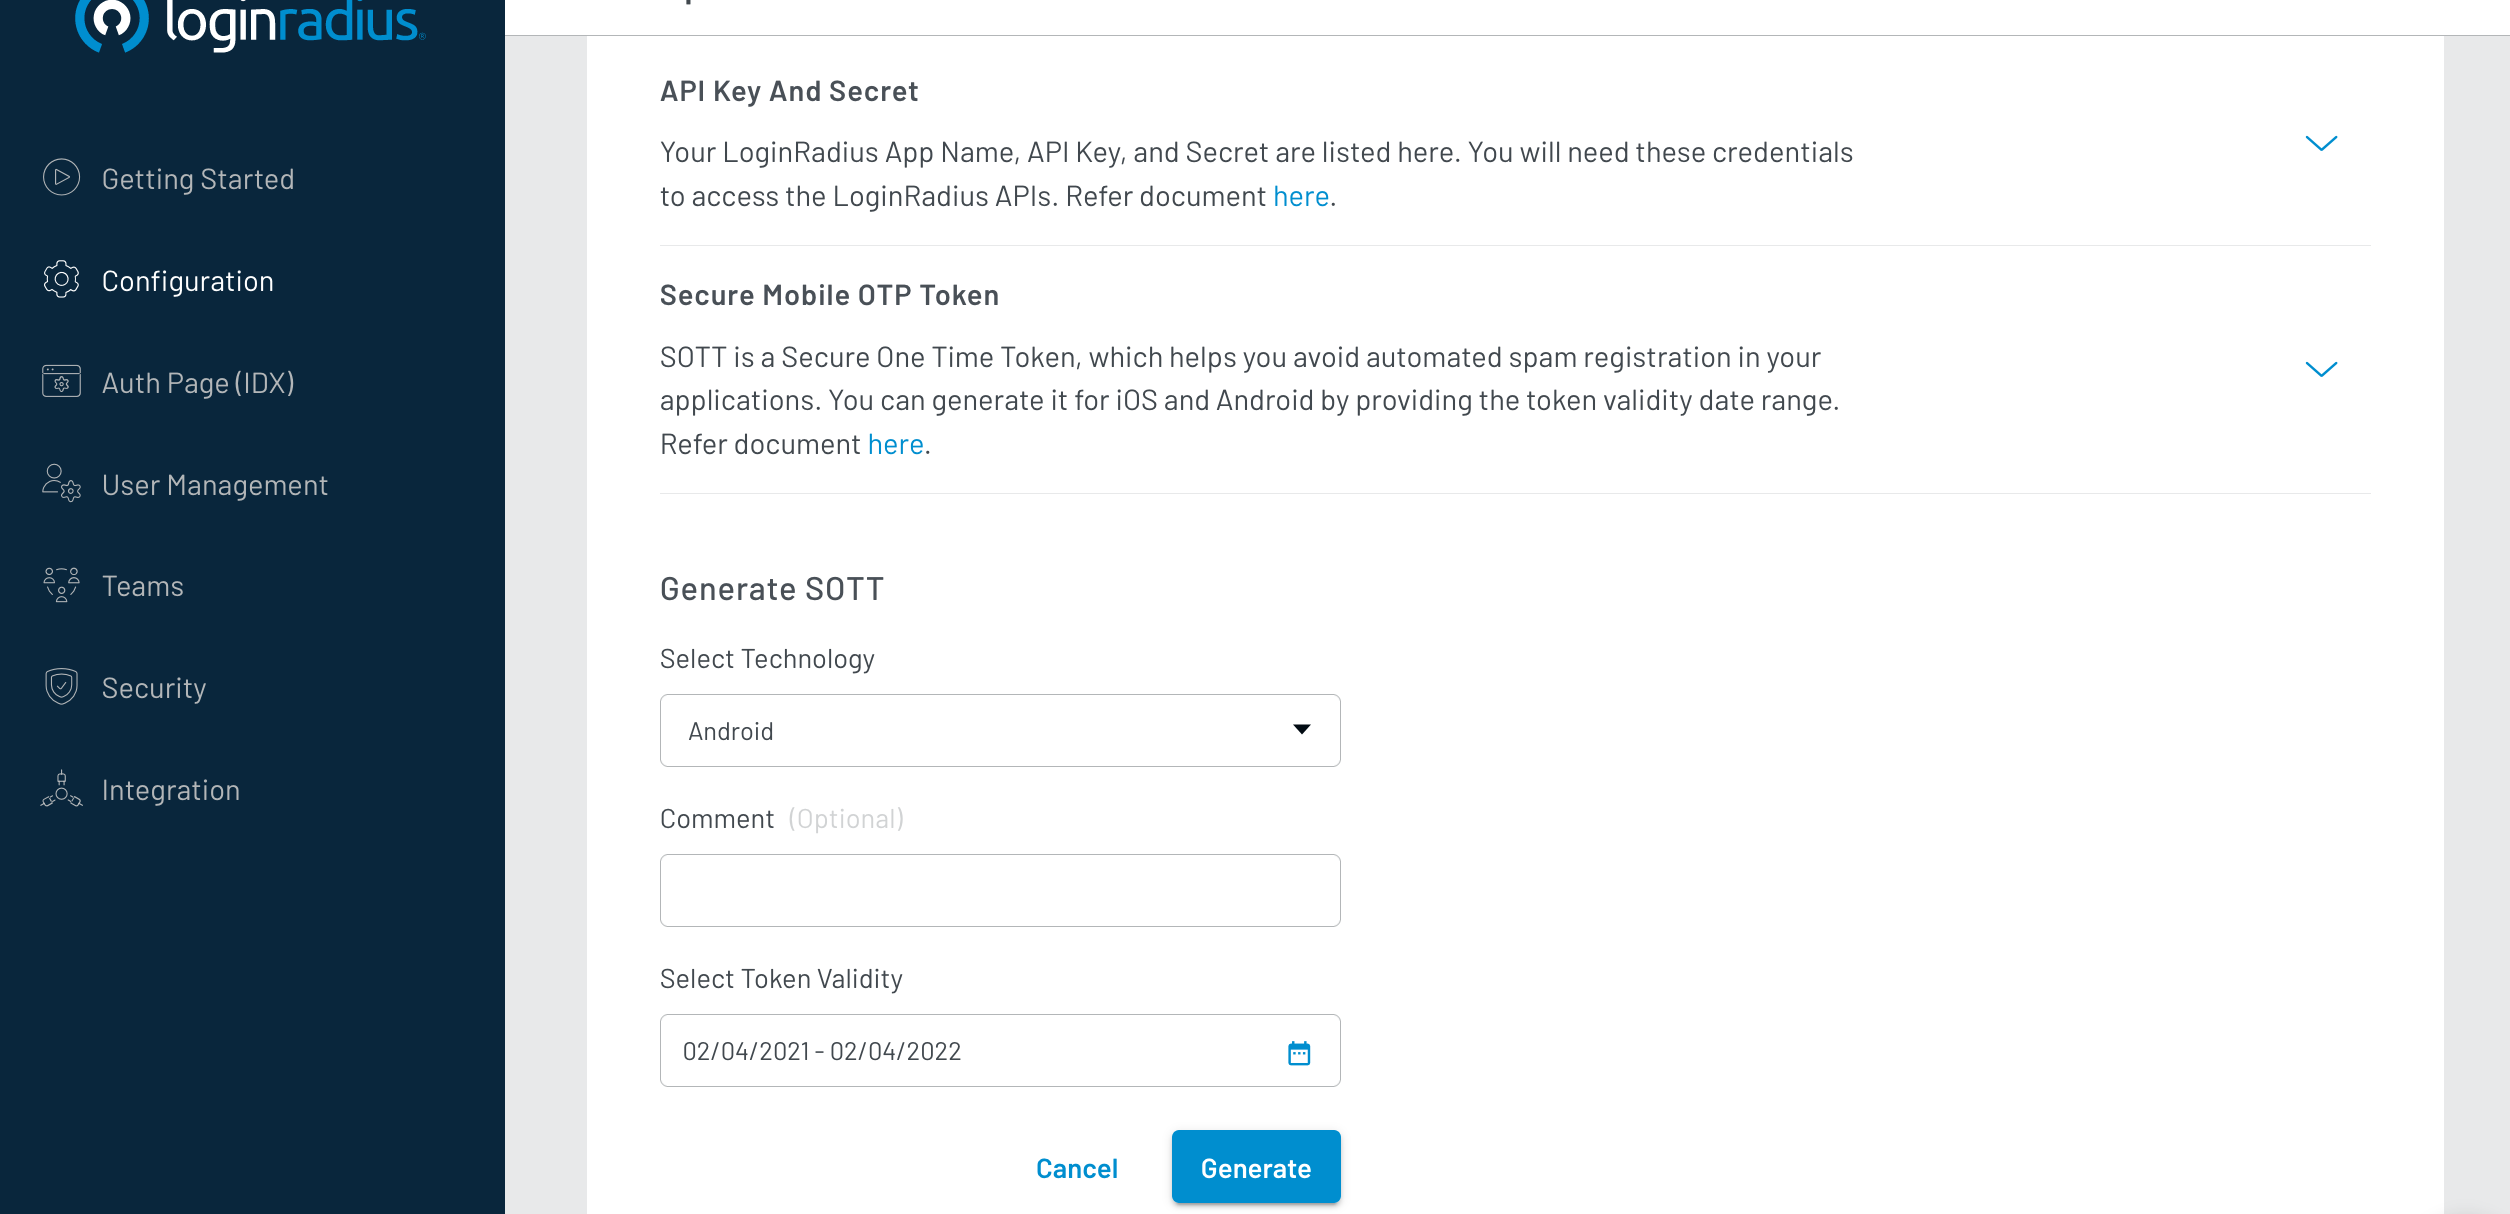 loginradius®
Getting Started
Configuration
Auth Page (IDX)
User Management
Teams
Security
Integration
API Key And Secret
Your LoginRadius App Name, API Key, and Secret are listed here. You will need these credentials
to access the LoginRadius APIs. Refer document here.
Secure Mobile OTP Token
SOTT is a Secure One Time Token, which helps you avoid automated spam registration in your
applications. You can generate it for iOS and Android by providing the token validity date range.
Refer document here.
Generate SOTT
Select Technology
Android
Comment (Optional)
Select Token Validity
02/04/2021 - 02/04/2022
Cancel
Generate